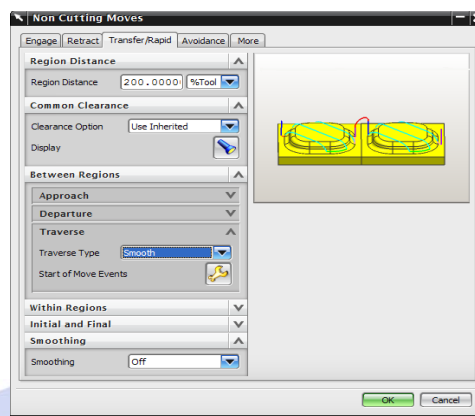 Non Cutting Moves
Engage Retract Transfer/Rapid Avoidance More
Region Distance
Region Distance 200.0000 %Tool
Common Clearance
Clearance Option Use Inherited
Display
Between Regions
Approach
Departure
Traverse
Traverse Type Smooth
Start of Move Events
Within Regions
Initial and Final
Smoothing
Smoothing Off
OK Cancel